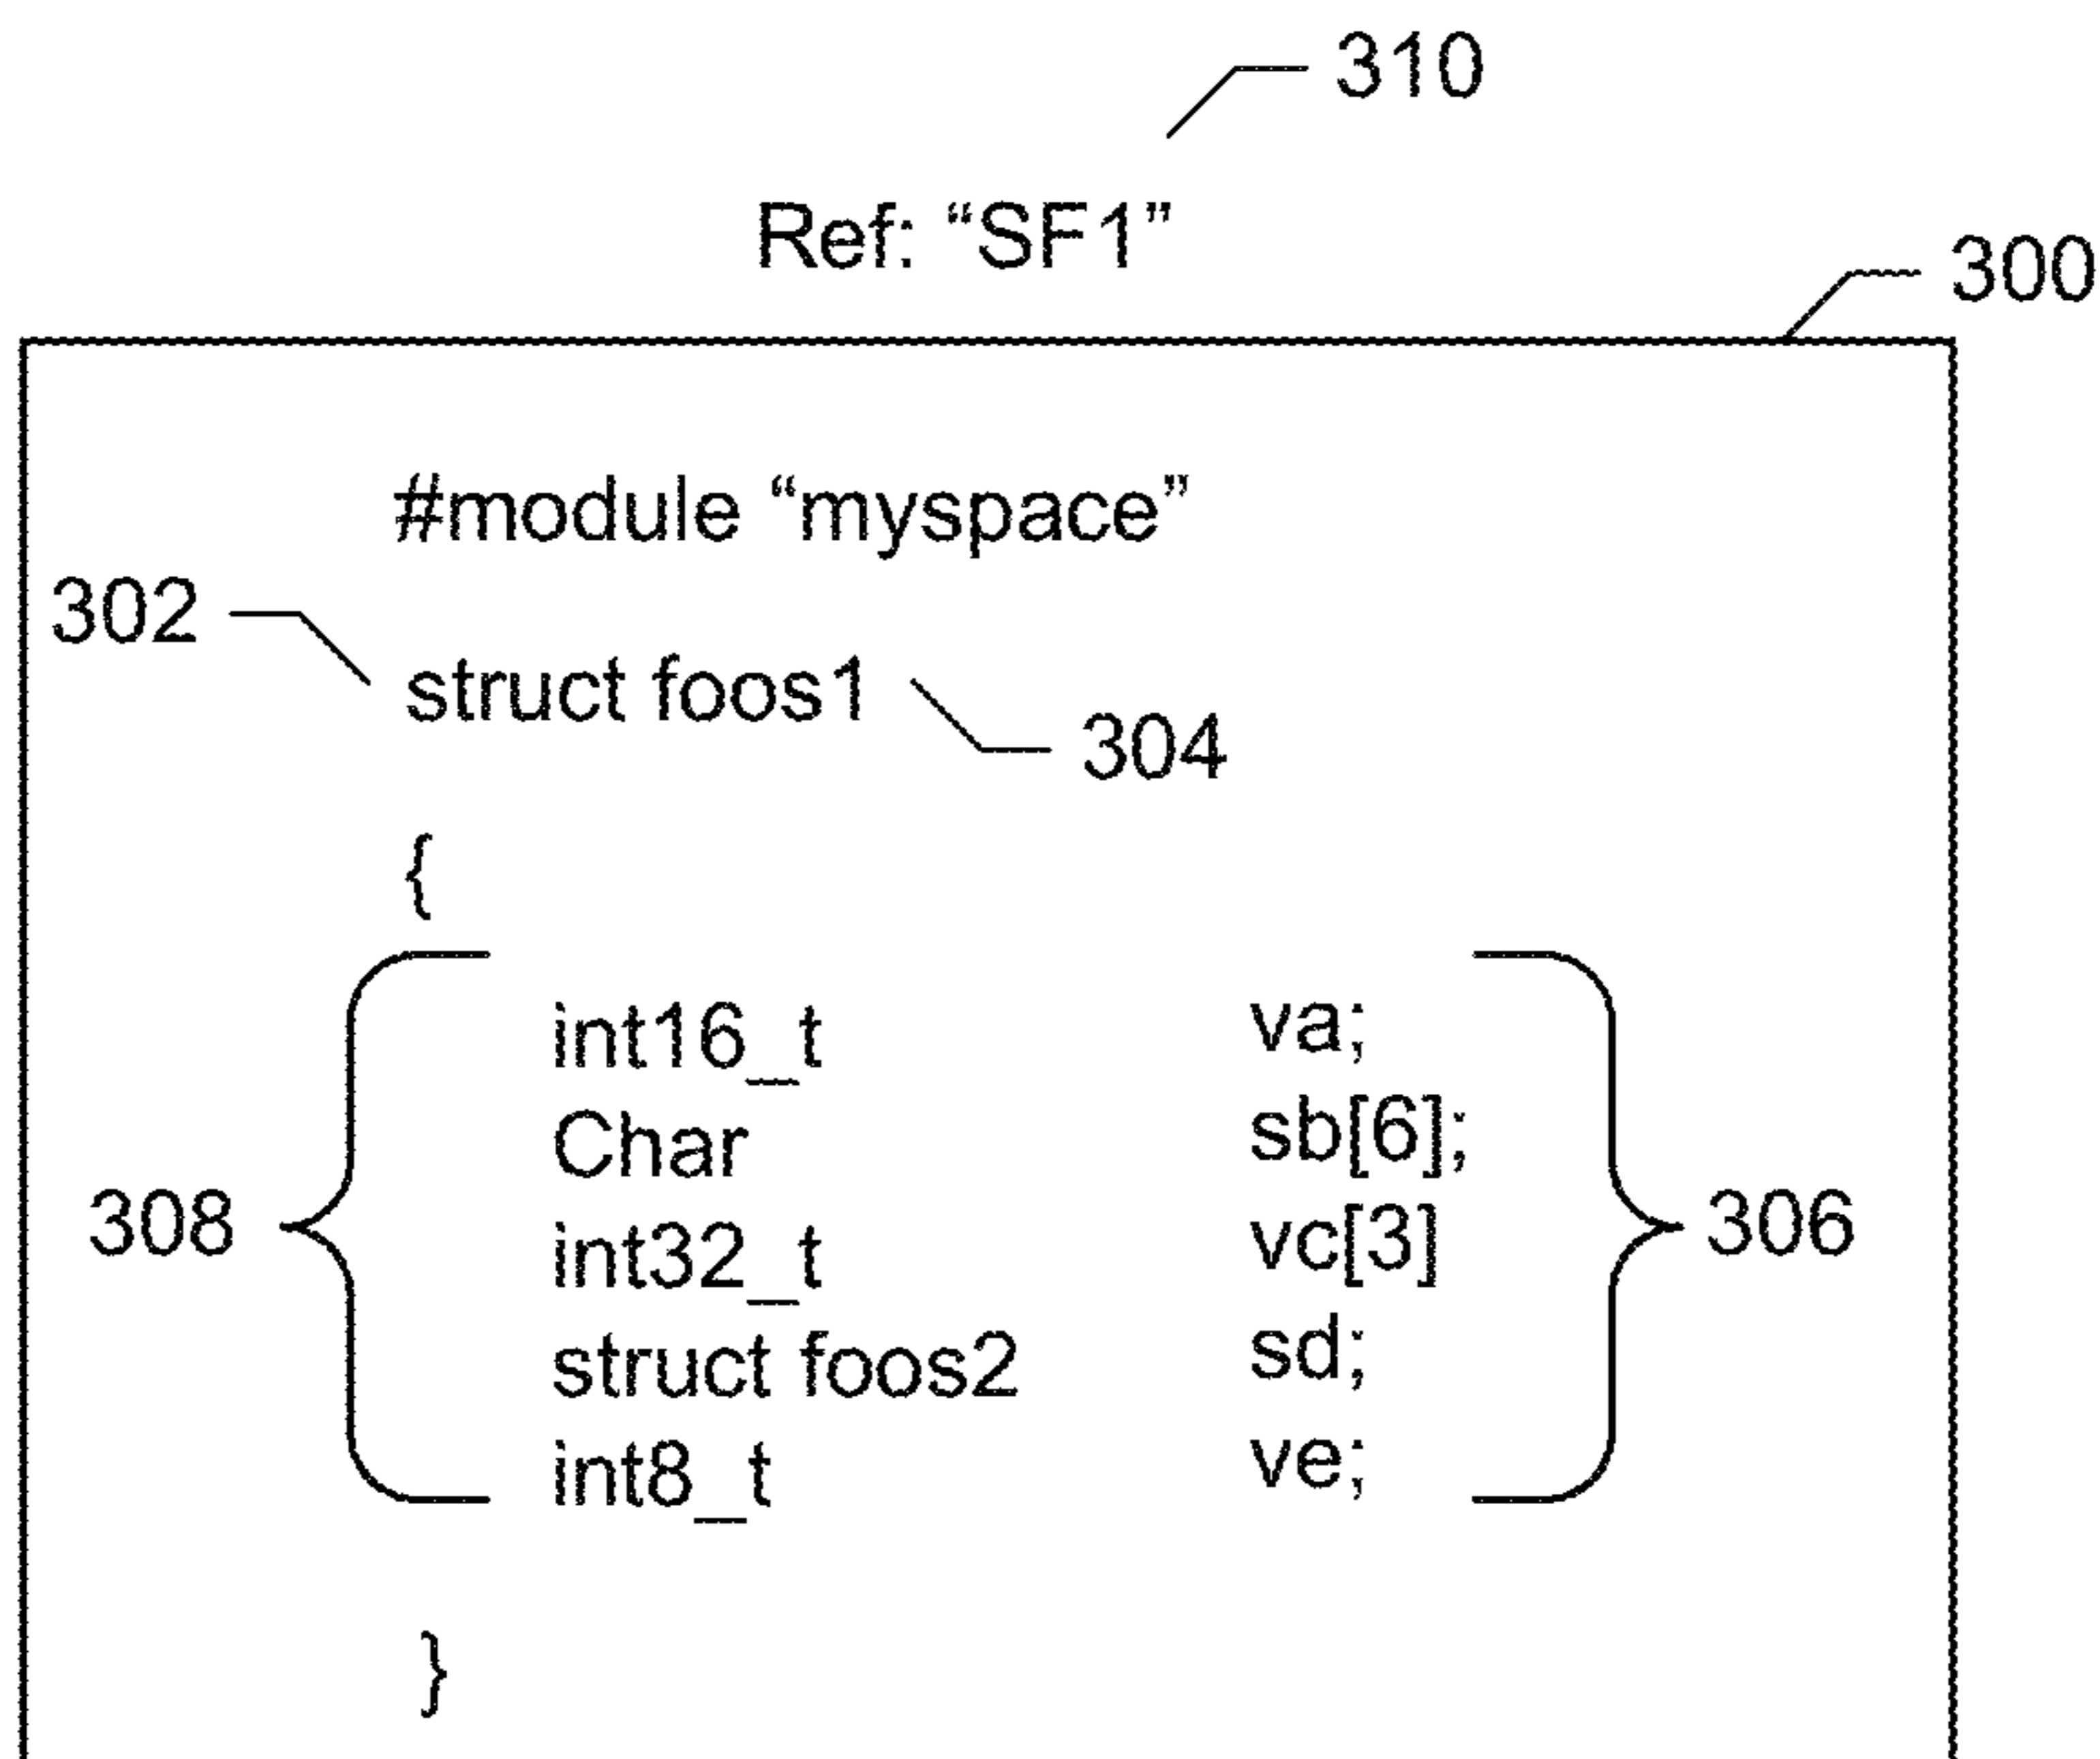 310
Ref: “SF1”
300
#module “myspace”
302
struct foos1
304
{
int16_t va;
Char sb[6];
308 int32_t vc[3] 306
struct foos2 sd;
int8_t ve;
}